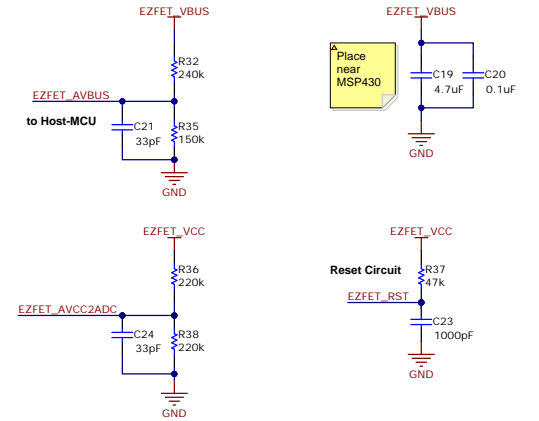 EZFET_VBUS
R32
240k
EZFET_AVBUS
to Host-MCU
C21
33pF
R35
150k
GND
EZFET_VBUS
Place
near
MSP430
C19
4.7uF
C20
0.1uF
GND
EZFET_VCC
R36
220k
EZFET_AVCC2ADC
C24
33pF
R38
220k
GND
EZFET_VCC
Reset Circuit
R37
47k
EZFET_RST
C23
1000pF
GND